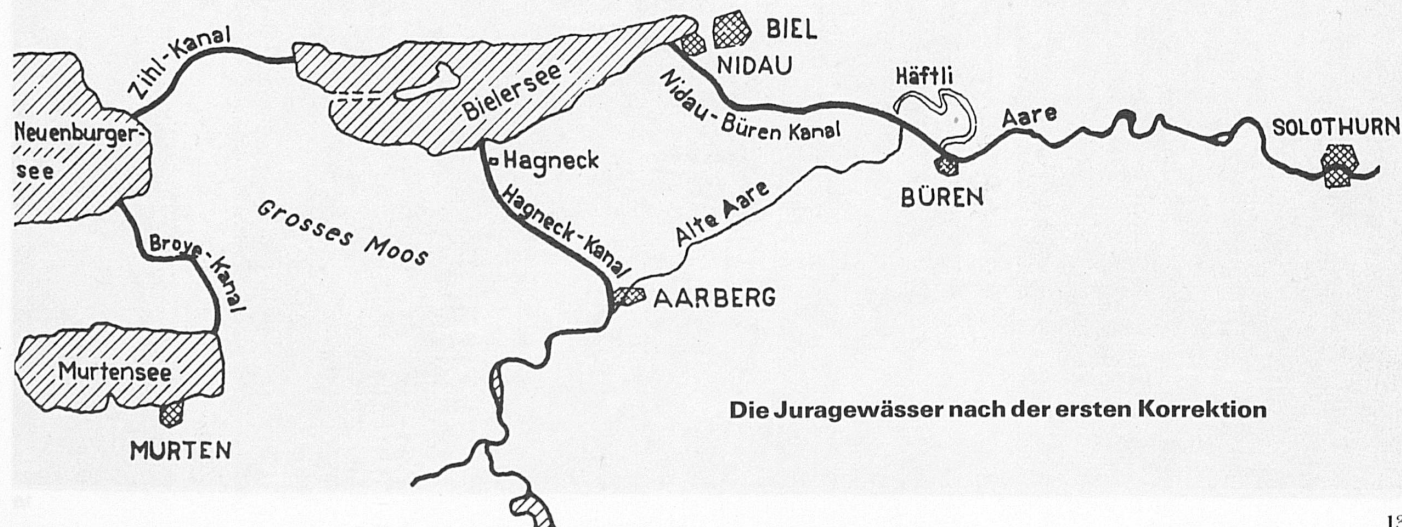 Zihl-Kanal
BIEL
NIDAU
Neuenburger-
see
Bielersee
Nidau-Büren Kanal
Häftli
Aare
SOLOTHURN
Hagneck
BÜREN
Grosses Moos
Hagneck-Kanal
Alte Aare
Broye-Kanal
AARBERG
Murtensee
MURTEN
Die Juragewässer nach der ersten Korrektion